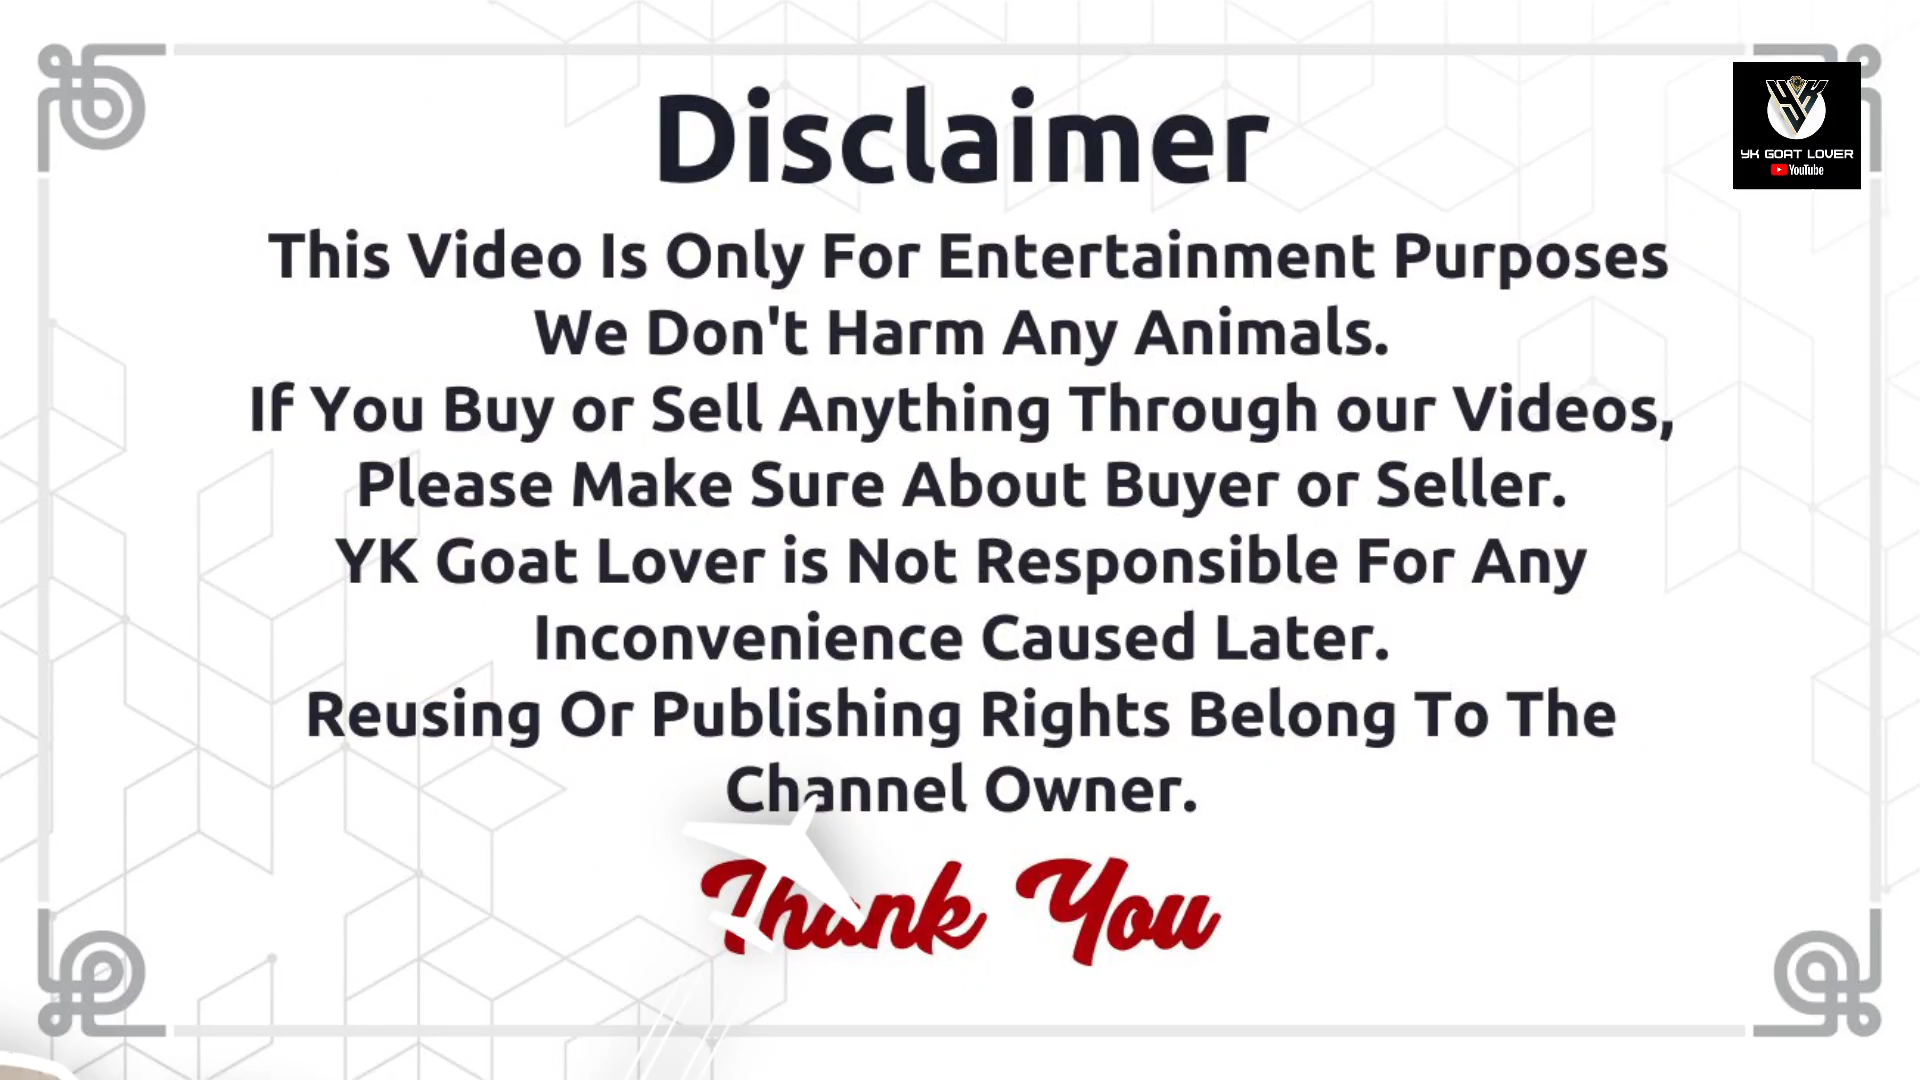 Disclaimer
YK GOAT LOVER
YouTube
This Video Is Only For Entertainment Purposes
We Don't Harm Any Animals.
If You Buy or Sell Anything Through our Videos,
Please Make Sure About Buyer or Seller.
YK Goat Lover is Not Responsible For Any
Inconvenience Caused Later.
Reusing Or Publishing Rights Belong To The
Channel Owner.
Thank You